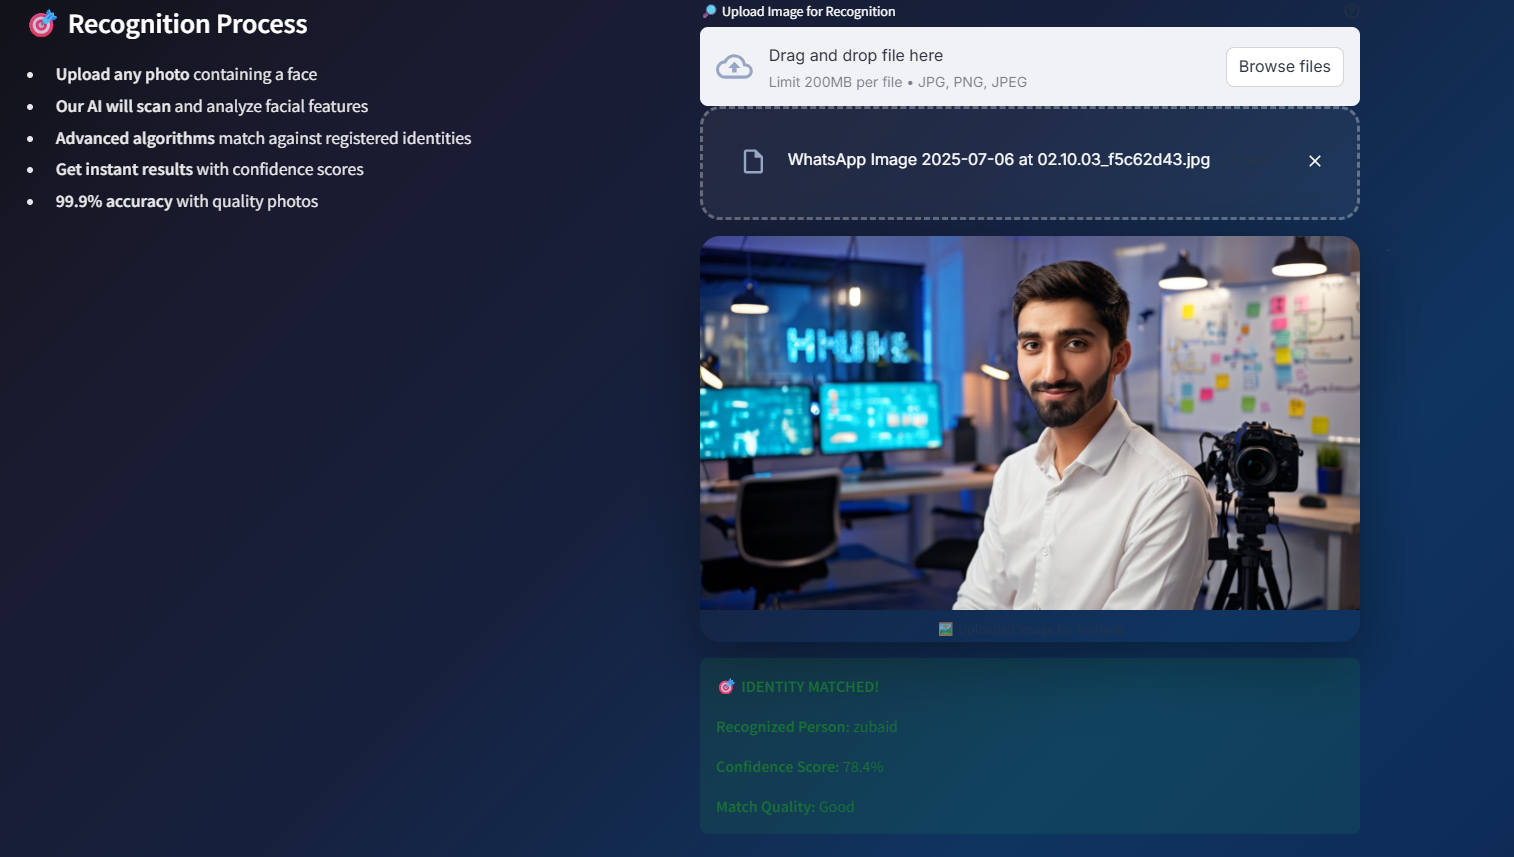 Recognition Process
Upload any photo containing a face
Our AI will scan and analyze facial features
Advanced algorithms match against registered identities
Get instant results with confidence scores
99.9% accuracy with quality photos
Upload Image for Recognition
Drag and drop file here
Limit 200MB per file • JPG, PNG, JPEG
Browse files
WhatsApp Image 2025-07-06 at 02.10.03_f5c62d43.jpg
IDENTITY MATCHED!
Recognized Person: zubaid
Confidence Score: 78.4%
Match Quality: Good